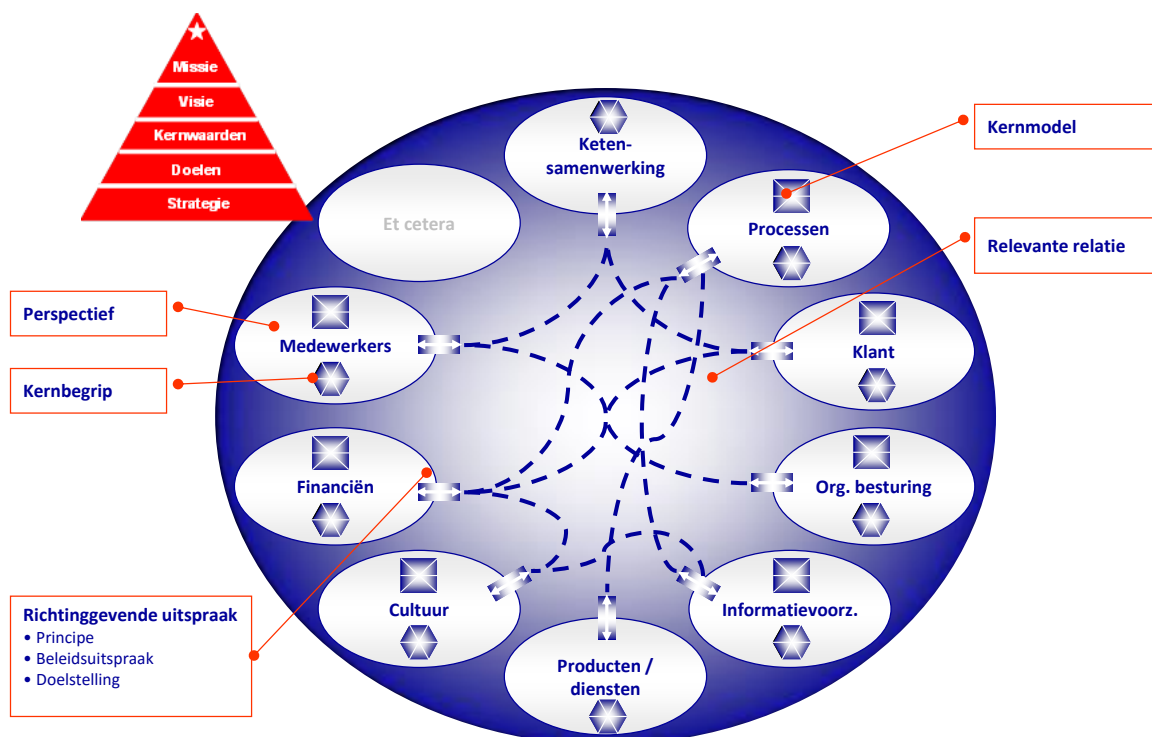 Missie
Visie
Kernwaarden
Doelen
Strategie
Keten-
samenwerking
Kernmodel
Et cetera
Processen
Relevante relatie
Perspectief
Medewerkers
Klant
Kernbegrip
Financiën
Org. besturing
Richtinggevende uitspraak
• Principe
• Beleidsuitspraak
• Doelstelling
Cultuur
Informatievoorz.
Producten /
diensten